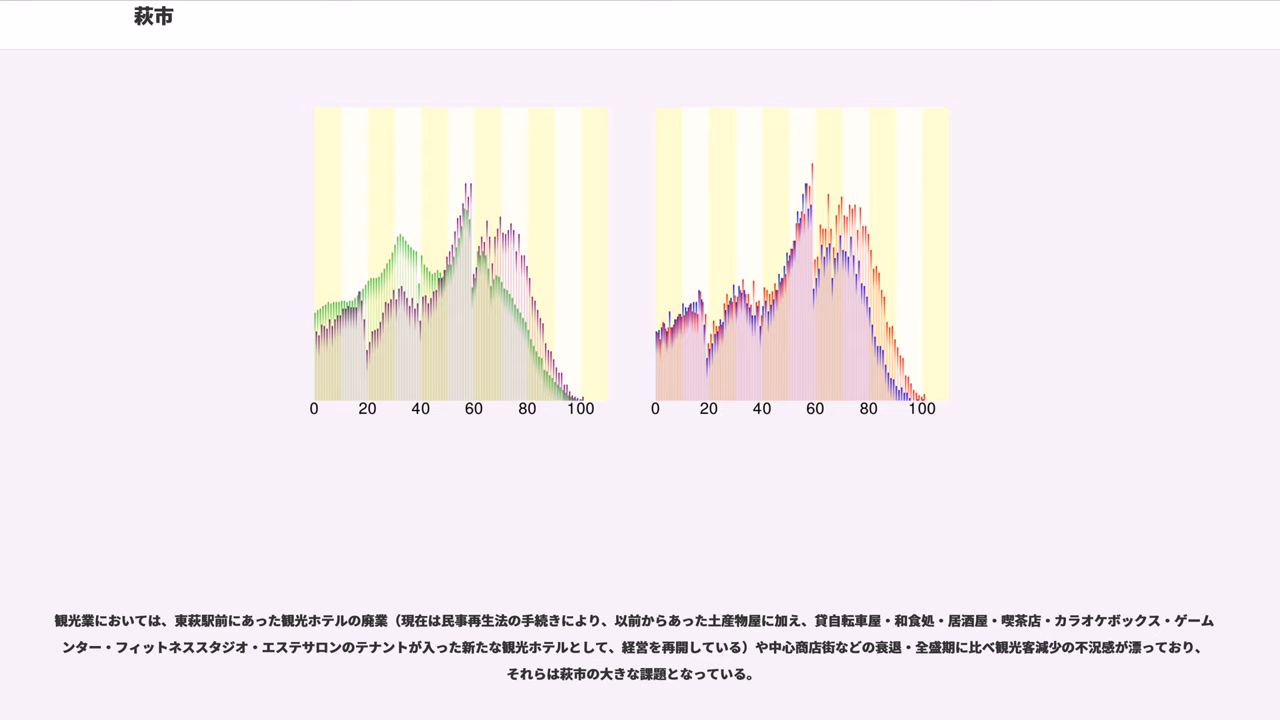 萩市
0 20 40 60 80 100
0 20 40 60 80 100
観光業においては、東萩駅前にあった観光ホテルの廃業（現在は民事再生法の手続きにより、以前からあった土産物屋に加え、貸自転車屋・和食処・居酒屋・喫茶店・カラオケボックス・ゲーム
ンター・フィットネススタジオ・エステサロンのテナントが入った新たな観光ホテルとして、経営を再開している）や中心商店街などの衰退・全盛期に比べ観光客減少の不況感が漂っており、
それらは萩市の大きな課題となっている。